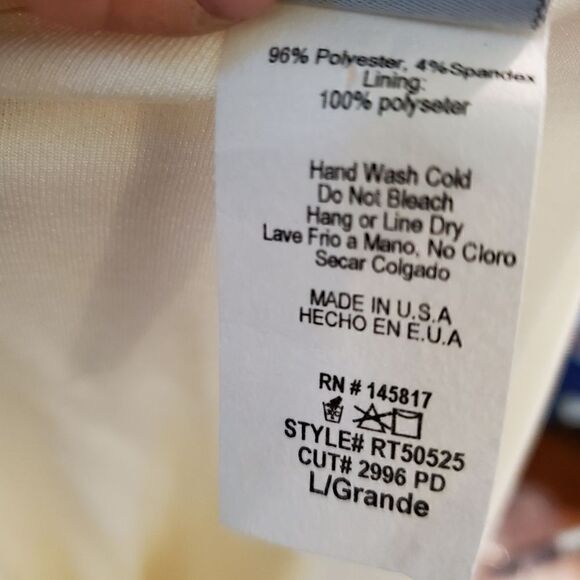 96% Polyester, 4%Spandex
Lining:
100% polyseter
Hand Wash Cold
Do Not Bleach
Hang or Line Dry
Lave Frio a Mano, No Cloro
Secar Colgado
MADE IN U.S.A
HECHO EN E.U.A
RN # 145817
STYLE# RT50525
CUT# 2996 PD
L/Grande